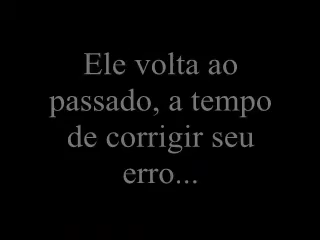 Ele volta ao
passado, a tempo
de corrigir seu
erro...